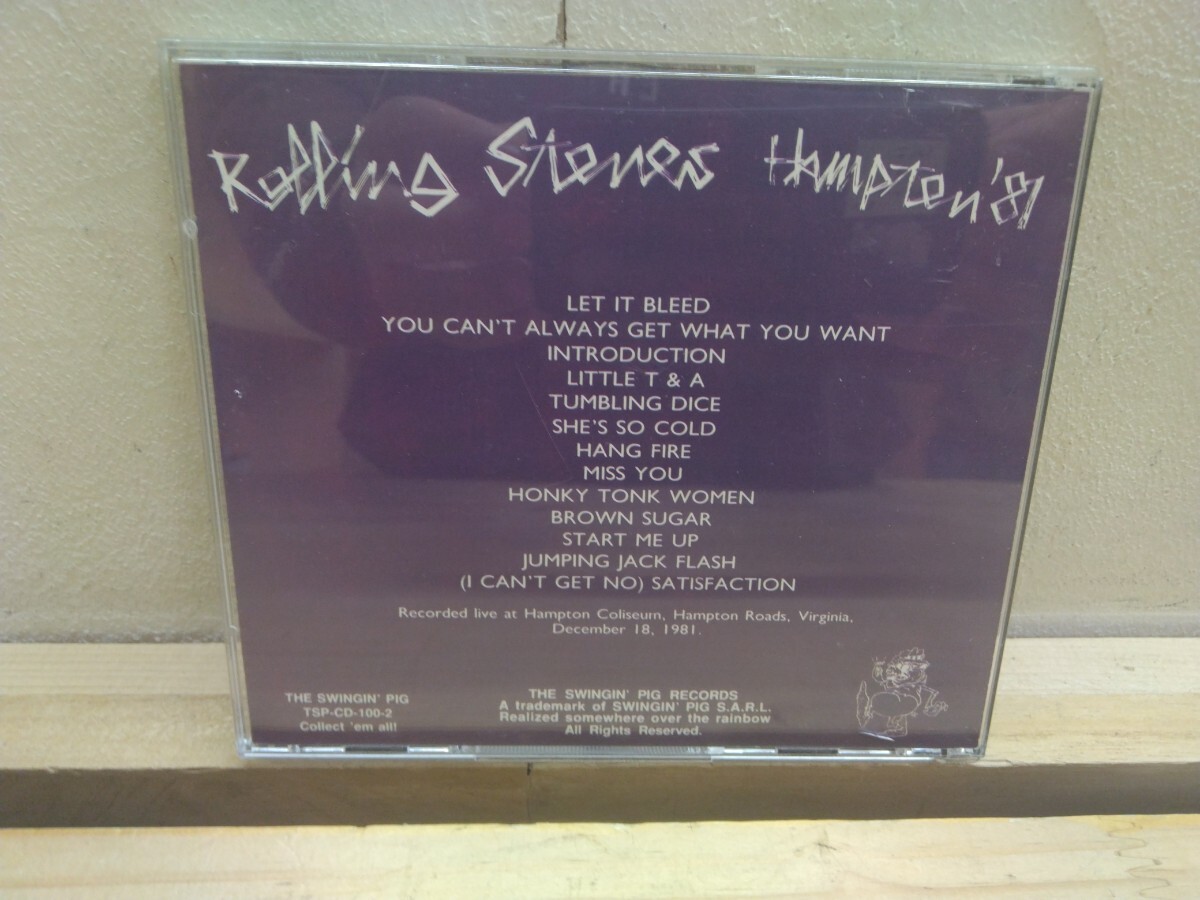 Rolling Stones Hampton '81
LET IT BLEED
YOU CAN'T ALWAYS GET WHAT YOU WANT
INTRODUCTION
LITTLE T & A
TUMBLING DICE
SHE'S SO COLD
HANG FIRE
MISS YOU
HONKY TONK WOMEN
BROWN SUGAR
START ME UP
JUMPING JACK FLASH
(I CAN'T GET NO) SATISFACTION
Recorded live at Hampton Coliseum, Hampton Roads, Virginia,
December 18, 1981.
THE SWINGIN' PIG
TSP-CD-100-2
Collect 'em all!
THE SWINGIN' PIG RECORDS
A trademark of SWINGIN' PIG S.A.R.L.
Realized somewhere over the rainbow
All Rights Reserved.